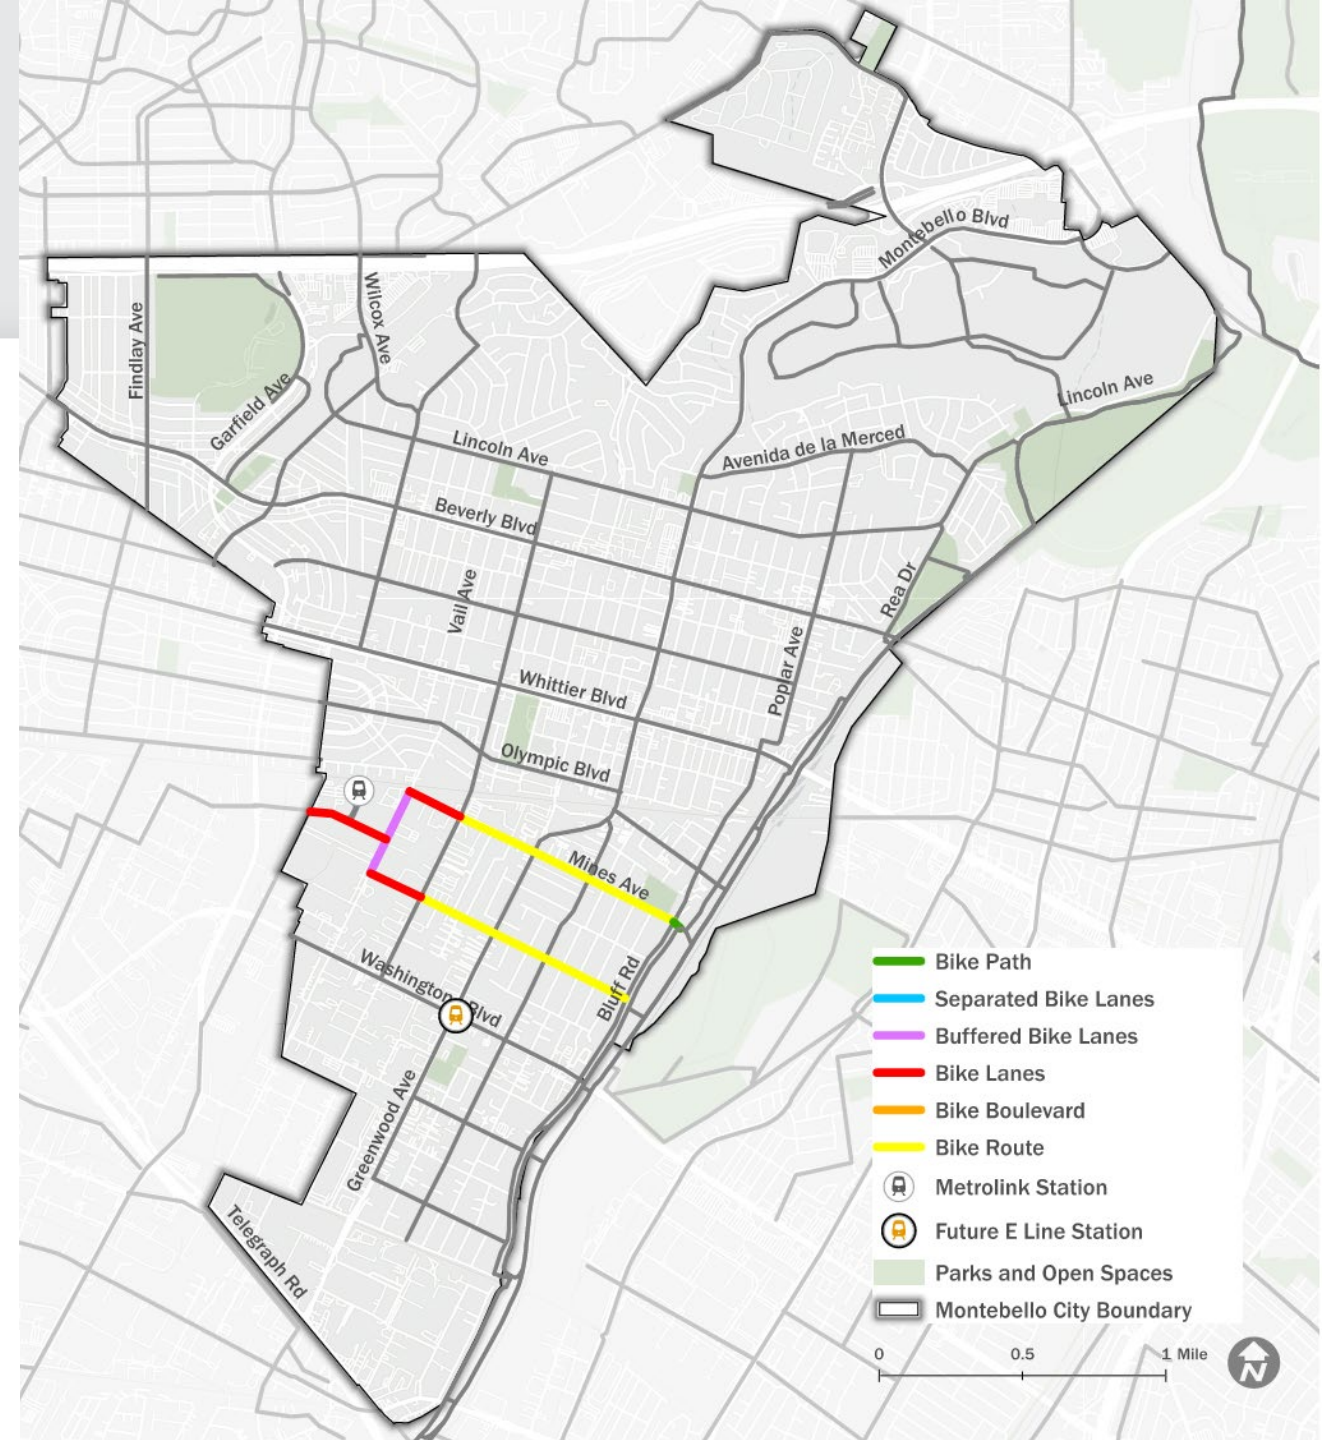 Montebello Blvd
Wilcox Ave
Findlay Ave
Garfield Ave
Lincoln Ave
Lincoln Ave
Avenida de la Merced
Beverly Blvd
Vail Ave
Rea Dr
Poplar Ave
Whittier Blvd
Olympic Blvd
Mines Ave
Washington Blvd
Bluff Rd
Greenwood Ave
Telegraph Rd
Bike Path
Separated Bike Lanes
Buffered Bike Lanes
Bike Lanes
Bike Boulevard
Bike Route
Metrolink Station
Future E Line Station
Parks and Open Spaces
Montebello City Boundary
0 0.5 1 Mile
N